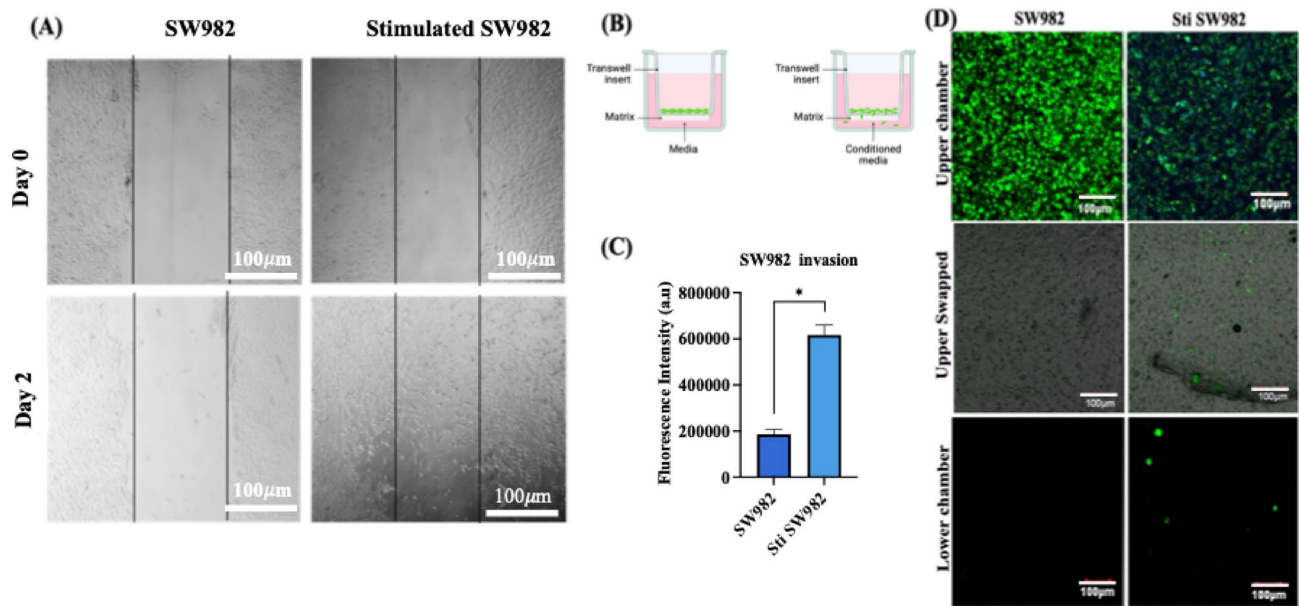 (A)
SW982
Stimulated SW982
Day 0
100μm
100μm
Day 2
100μm
100μm
(B)
Transwell
insert
Matrix
Media
Transwell
insert
Matrix
Conditioned
media
(C)
SW982 invasion
Fluorescence Intensity (a.u)
800000
600000
400000
200000
0
*
SW982
Sti SW982
(D)
SW982
Sti SW982
Upper chamber
100μm
100μm
Upper Swapped
100μm
100μm
Lower chamber
100μm
100μm